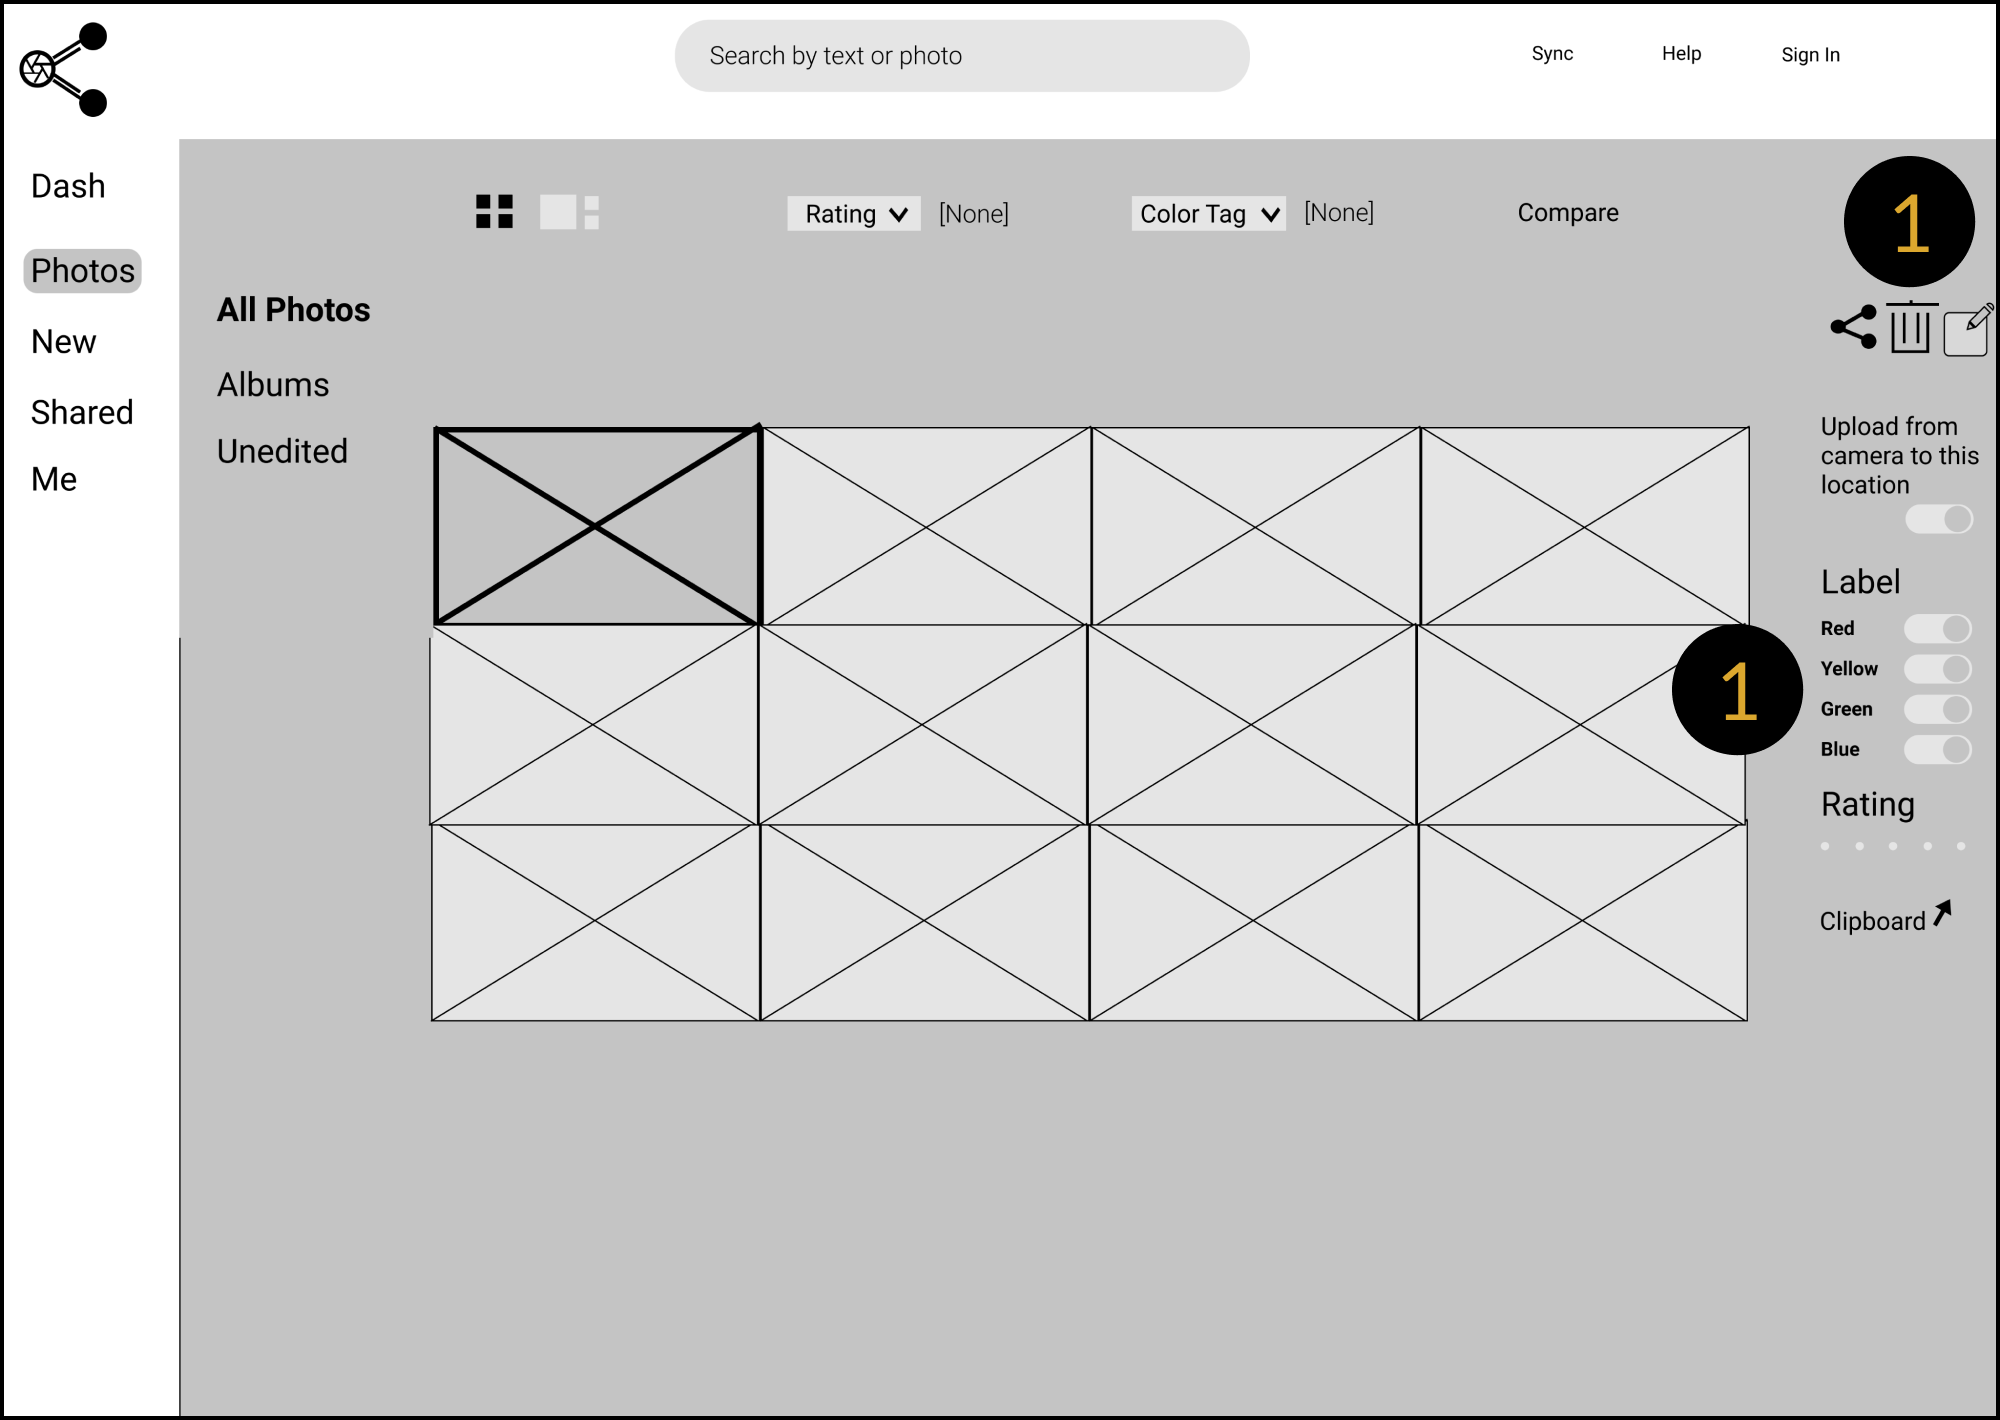 Search by text or photo
Sync
Help
Sign In
Dash
Photos
New
Shared
Me
Rating
[None]
Color Tag
[None]
Compare
1
All Photos
Albums
Unedited
Upload from
camera to this
location
Label
Red
Yellow
Green
Blue
1
Rating
Clipboard